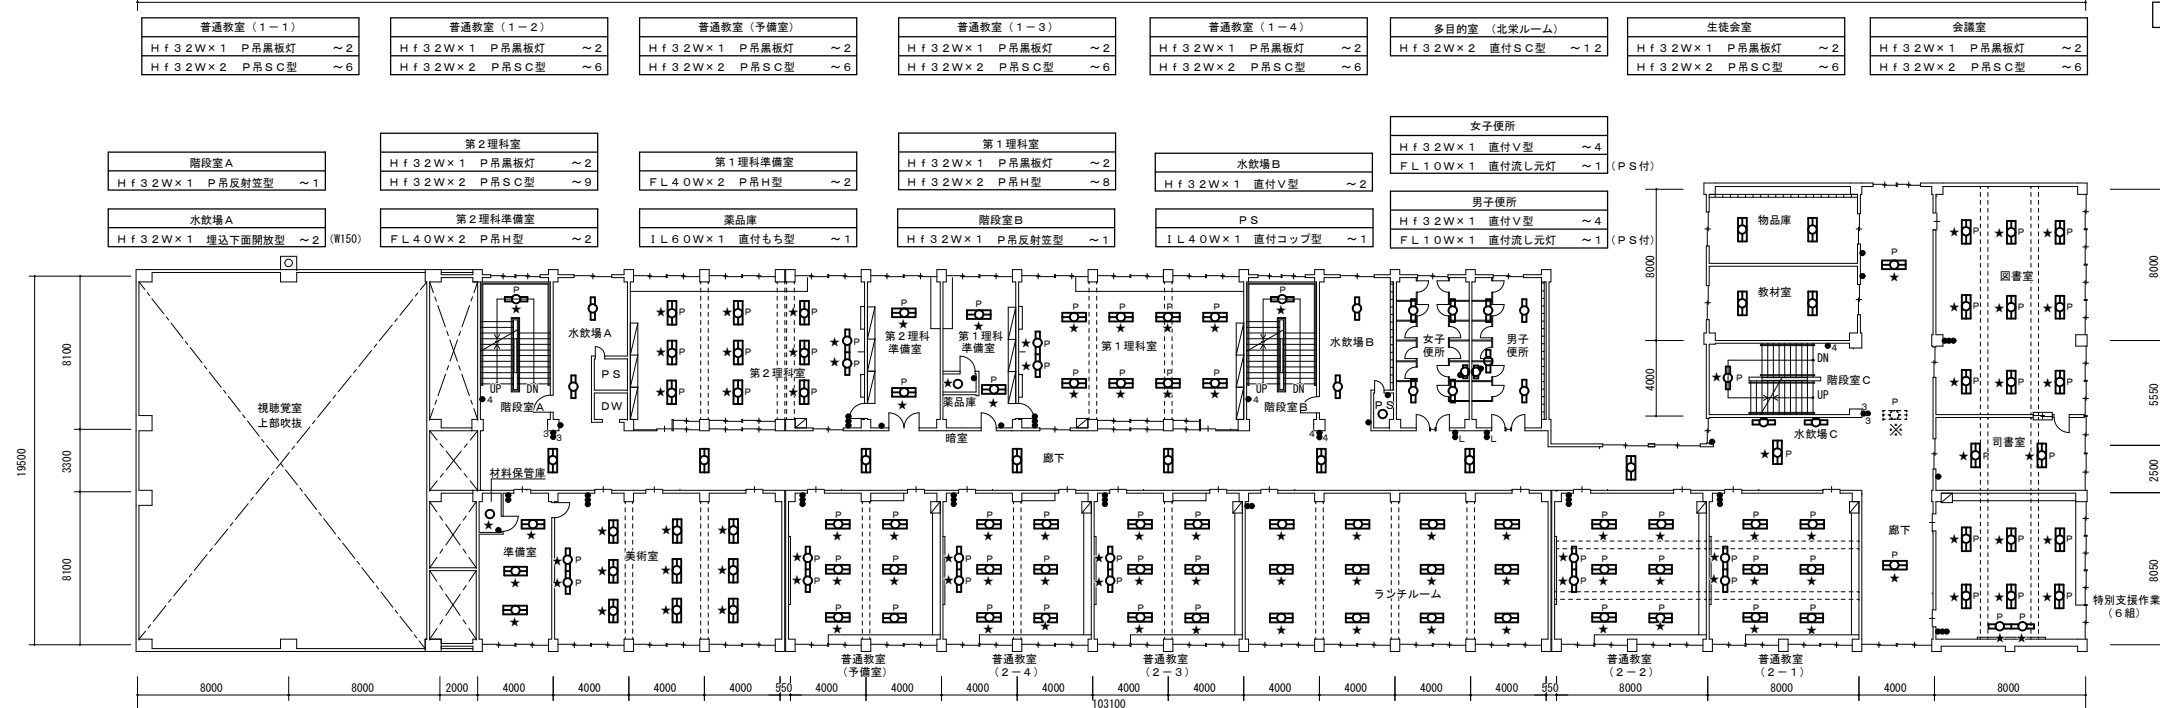 普通教室（１－１）
Ｈｆ３２Ｗ×１ Ｐ吊黒板灯 ～２
Ｈｆ３２Ｗ×２ Ｐ吊ＳＣ型 ～６
普通教室（１－２）
Ｈｆ３２Ｗ×１ Ｐ吊黒板灯 ～２
Ｈｆ３２Ｗ×２ Ｐ吊ＳＣ型 ～６
普通教室（予備室）
Ｈｆ３２Ｗ×１ Ｐ吊黒板灯 ～２
Ｈｆ３２Ｗ×２ Ｐ吊ＳＣ型 ～６
普通教室（１－３）
Ｈｆ３２Ｗ×１ Ｐ吊黒板灯 ～２
Ｈｆ３２Ｗ×２ Ｐ吊ＳＣ型 ～６
普通教室（１－４）
Ｈｆ３２Ｗ×１ Ｐ吊黒板灯 ～２
Ｈｆ３２Ｗ×２ Ｐ吊ＳＣ型 ～６
多目的室 （北栄ルーム）
Ｈｆ３２Ｗ×２ 直付ＳＣ型 ～１２
生徒会室
Ｈｆ３２Ｗ×１ Ｐ吊黒板灯 ～２
Ｈｆ３２Ｗ×２ Ｐ吊ＳＣ型 ～６
会議室
Ｈｆ３２Ｗ×１ Ｐ吊黒板灯 ～２
Ｈｆ３２Ｗ×２ Ｐ吊ＳＣ型 ～６
階段室Ａ
Ｈｆ３２Ｗ×１ Ｐ吊反射笠型 ～１
第２理科室
Ｈｆ３２Ｗ×１ Ｐ吊黒板灯 ～２
Ｈｆ３２Ｗ×２ Ｐ吊ＳＣ型 ～９
第１理科準備室
ＦＬ４０Ｗ×２ Ｐ吊Ｈ型 ～２
第１理科室
Ｈｆ３２Ｗ×１ Ｐ吊黒板灯 ～２
Ｈｆ３２Ｗ×２ Ｐ吊Ｈ型 ～８
水飲場Ｂ
Ｈｆ３２Ｗ×１ 直付Ｖ型 ～２
女子便所
Ｈｆ３２Ｗ×１ 直付Ｖ型 ～４
ＦＬ１０Ｗ×１ 直付流し元灯 ～１（ＰＳ付）
水飲場Ａ
Ｈｆ３２Ｗ×１ 埋込下面開放型 ～２（W150）
第２理科準備室
ＦＬ４０Ｗ×２ Ｐ吊Ｈ型 ～２
薬品庫
ＩＬ６０Ｗ×１ 直付もち型 ～１
階段室Ｂ
Ｈｆ３２Ｗ×１ Ｐ吊反射笠型 ～１
ＰＳ
ＩＬ４０Ｗ×１ 直付コップ型 ～１
男子便所
Ｈｆ３２Ｗ×１ 直付Ｖ型 ～４
ＦＬ１０Ｗ×１ 直付流し元灯 ～１（ＰＳ付）
視聴覚室
上部吹抜
水飲場Ａ
ＰＳ
ＤＷ
UP DN
階段室Ａ
第２理科室
第２理科
準備室
第１理科
準備室
薬品庫
暗室
第１理科室
UP DN
階段室Ｂ
水飲場Ｂ
ＰＳ
女子
便所
男子
便所
物品庫
教材室
DN
階段室Ｃ
UP
水飲場Ｃ
※
図書室
司書室
廊下
廊下
材料保管庫
準備室
美術室
ランチルーム
特別支援作業
（６組）
普通教室
（予備室）
普通教室
（２－４）
普通教室
（２－３）
普通教室
（２－２）
普通教室
（２－１）
19500
8100
3300
8100
8000
4000
8000
5550
2500
8050
8000 8000 2000 4000 4000 4000 4000 550 4000 4000 4000 4000 4000 4000 4000 4000 4000 4000 550 8000 8000 4000 8000
103100